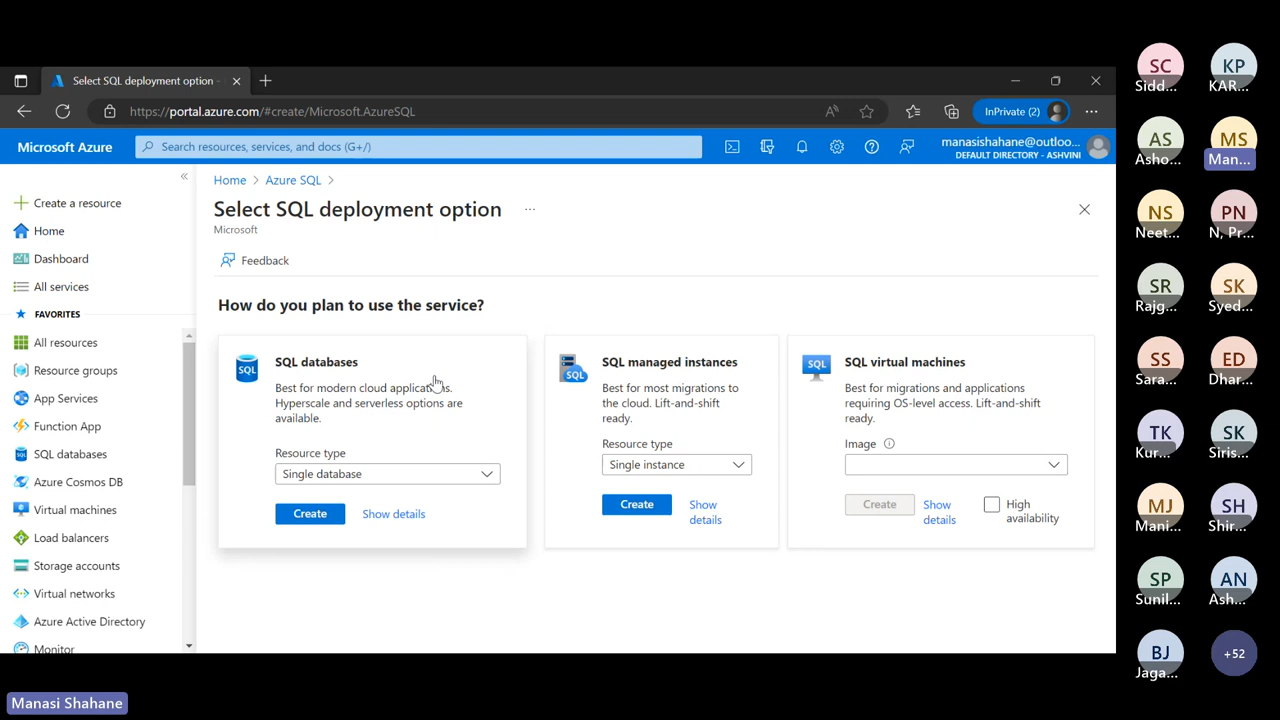 Select SQL deployment option -
https://portal.azure.com/#create/Microsoft.AzureSQL
InPrivate (2)
Microsoft Azure
Search resources, services, and docs (G+/)
manasishahane@outloo...
DEFAULT DIRECTORY - ASHVINI
Create a resource
Home
Dashboard
All services
FAVORITES
All resources
Resource groups
App Services
Function App
SQL databases
Azure Cosmos DB
Virtual machines
Load balancers
Storage accounts
Virtual networks
Azure Active Directory
Monitor
Home > Azure SQL >
Select SQL deployment option ...
Microsoft
Feedback
How do you plan to use the service?
SQL
SQL databases
Best for modern cloud applications.
Hyperscale and serverless options are
available.
Resource type
Single database
Create
Show details
SQL
SQL managed instances
Best for most migrations to
the cloud. Lift-and-shift
ready.
Resource type
Single instance
Create
Show
details
SQL
SQL virtual machines
Best for migrations and applications
requiring OS-level access. Lift-and-shift
ready.
Image
Create
Show
details
High
availability
SC
Sidd...
KP
KAR...
AS
Asho...
MS
Man...
NS
Neet...
PN
N, Pr...
SR
Rajg...
SK
Syed...
SS
Sara...
ED
Dhar...
TK
Kur...
SK
Siris...
MJ
Mani...
SH
Shir...
SP
Sunil...
AN
Ash...
BJ
Jaga...
+52
Manasi Shahane